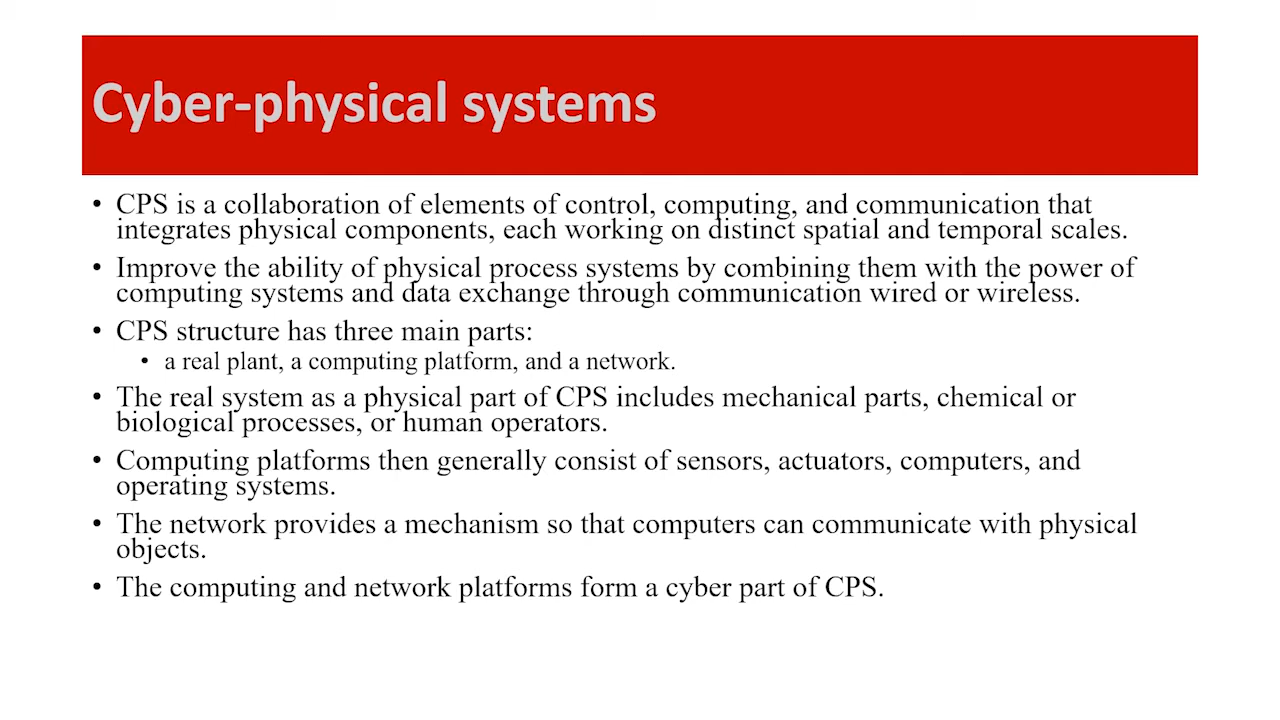 Cyber-physical systems
• CPS is a collaboration of elements of control, computing, and communication that
integrates physical components, each working on distinct spatial and temporal scales.
• Improve the ability of physical process systems by combining them with the power of
computing systems and data exchange through communication wired or wireless.
• CPS structure has three main parts:
• a real plant, a computing platform, and a network.
• The real system as a physical part of CPS includes mechanical parts, chemical or
biological processes, or human operators.
• Computing platforms then generally consist of sensors, actuators, computers, and
operating systems.
• The network provides a mechanism so that computers can communicate with physical
objects.
• The computing and network platforms form a cyber part of CPS.